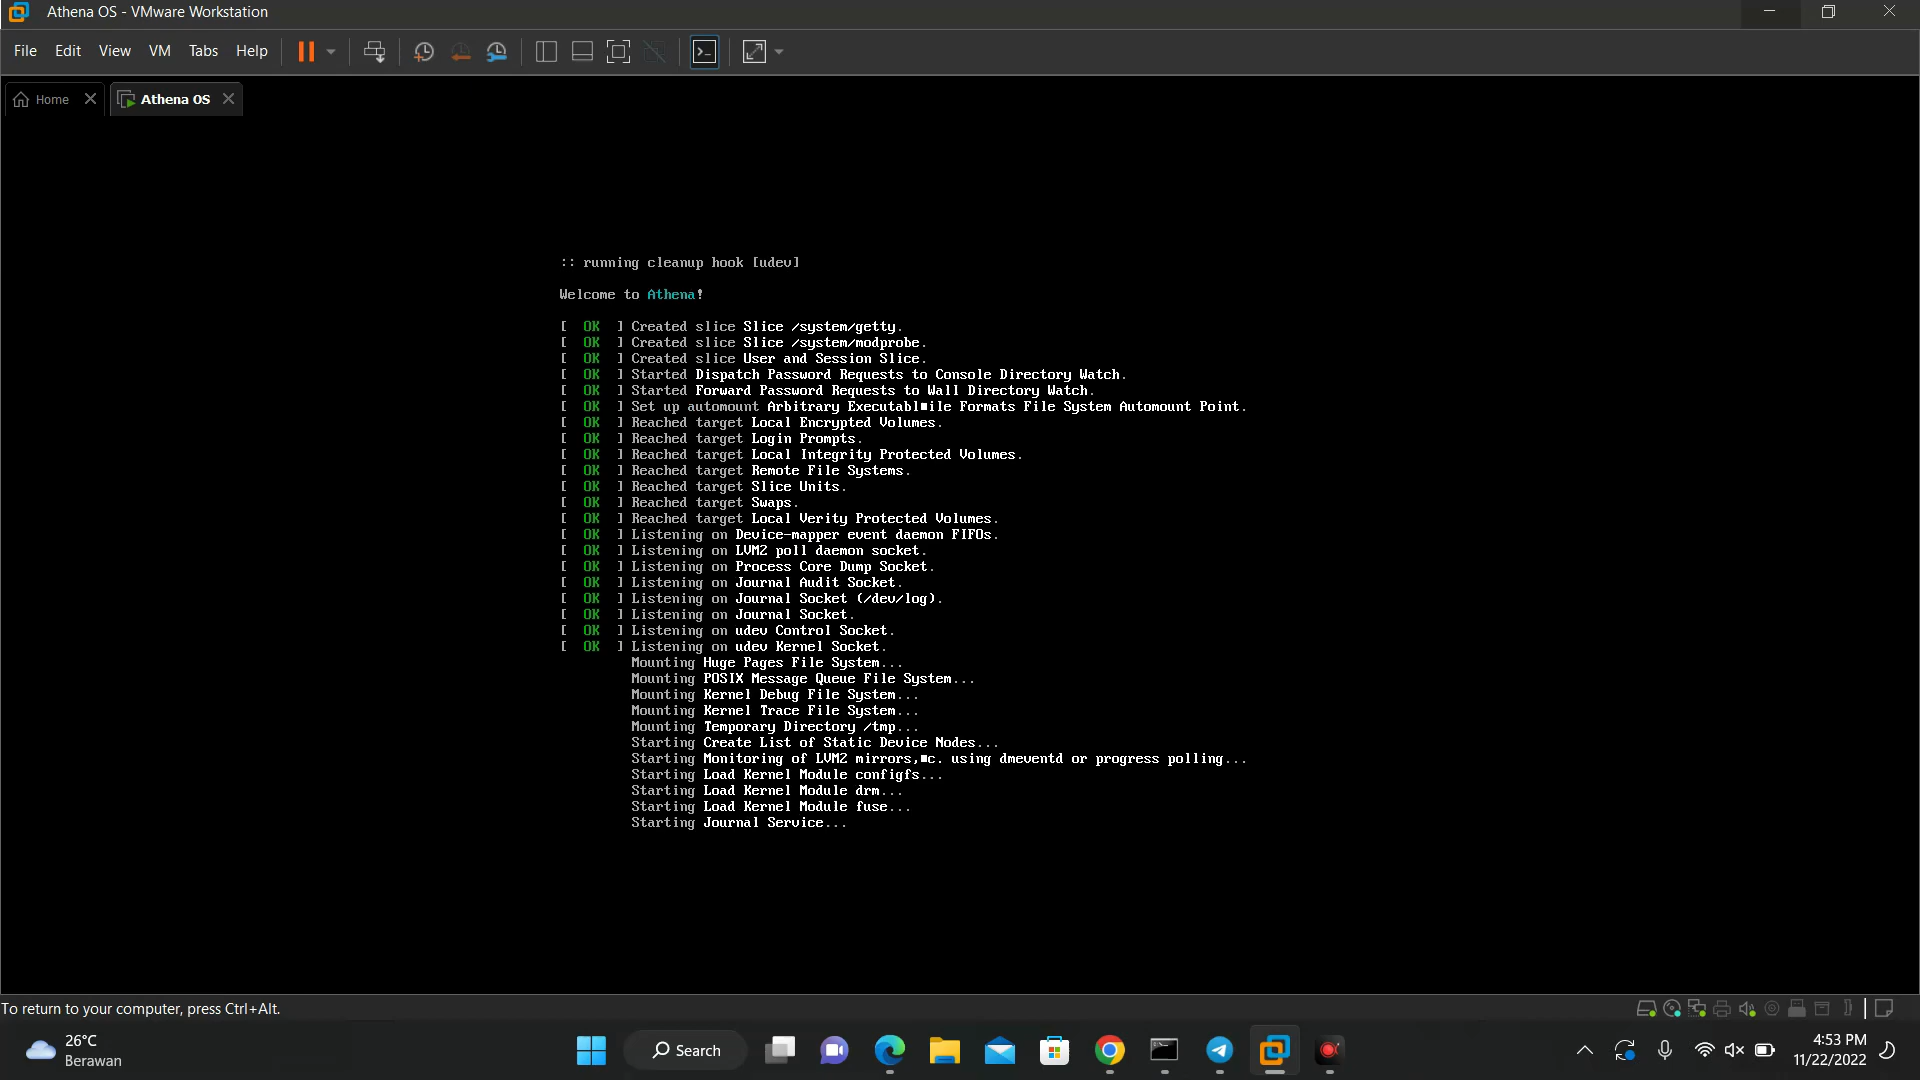 Athena OS - VMware Workstation
File Edit View VM Tabs Help
Home Athena OS
:: running cleanup hook [udev]
Welcome to Athena!
[ OK ] Created slice Slice /system/getty.
[ OK ] Created slice Slice /system/modprobe.
[ OK ] Created slice User and Session Slice.
[ OK ] Started Dispatch Password Requests to Console Directory Watch.
[ OK ] Started Forward Password Requests to Wall Directory Watch.
[ OK ] Set up automount Arbitrary Executabl■ile Formats File System Automount Point.
[ OK ] Reached target Local Encrypted Volumes.
[ OK ] Reached target Login Prompts.
[ OK ] Reached target Local Integrity Protected Volumes.
[ OK ] Reached target Remote File Systems.
[ OK ] Reached target Slice Units.
[ OK ] Reached target Swaps.
[ OK ] Reached target Local Verity Protected Volumes.
[ OK ] Listening on Device-mapper event daemon FIFOs.
[ OK ] Listening on LVM2 poll daemon socket.
[ OK ] Listening on Process Core Dump Socket.
[ OK ] Listening on Journal Audit Socket.
[ OK ] Listening on Journal Socket (/dev/log).
[ OK ] Listening on Journal Socket.
[ OK ] Listening on udev Control Socket.
[ OK ] Listening on udev Kernel Socket.
Mounting Huge Pages File System...
Mounting POSIX Message Queue File System...
Mounting Kernel Debug File System...
Mounting Kernel Trace File System...
Mounting Temporary Directory /tmp...
Starting Create List of Static Device Nodes...
Starting Monitoring of LVM2 mirrors,■c. using dmeventd or progress polling...
Starting Load Kernel Module configfs...
Starting Load Kernel Module drm...
Starting Load Kernel Module fuse...
Starting Journal Service...
To return to your computer, press Ctrl+Alt.
26°C
Berawan
Search
4:53 PM
11/22/2022